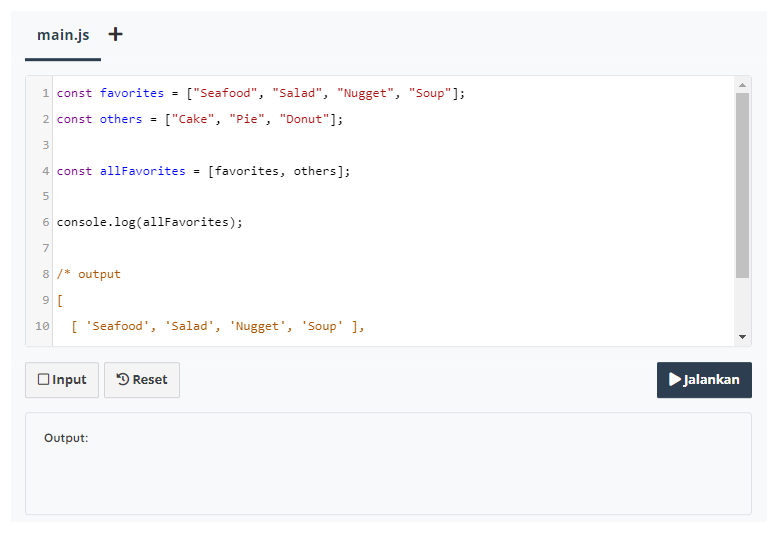 main.js +
1 const favorites = ["Seafood", "Salad", "Nugget", "Soup"];
2 const others = ["Cake", "Pie", "Donut"];
3
4 const allFavorites = [favorites, others];
5
6 console.log(allFavorites);
7
8 /* output
9 [
10   [ 'Seafood', 'Salad', 'Nugget', 'Soup' ],
Input Reset Jalankan
Output: